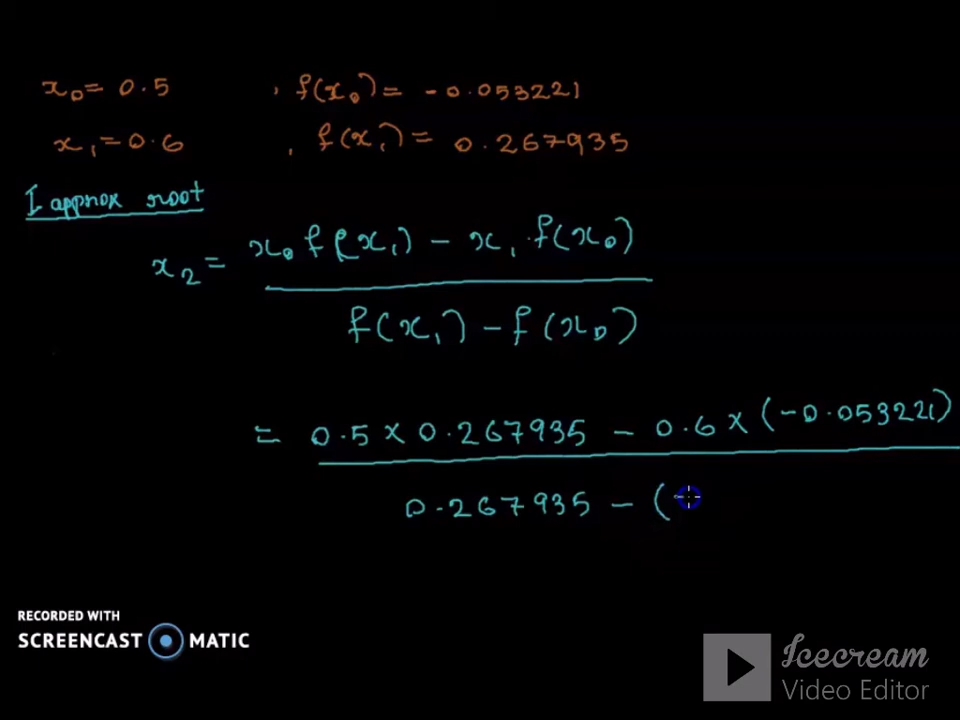 x₀ = 0.5 , f(x₀) = -0.053221
x₁ = 0.6 , f(x₁) = 0.267935
I approx root
x₂ = x₀ f(x₁) - x₁ . f(x₀)
f(x₁) - f(x₀)
= 0.5 × 0.267935 - 0.6 × (-0.053221)
0.267935 - (
RECORDED WITH
SCREENCAST MATIC
Icecream
Video Editor